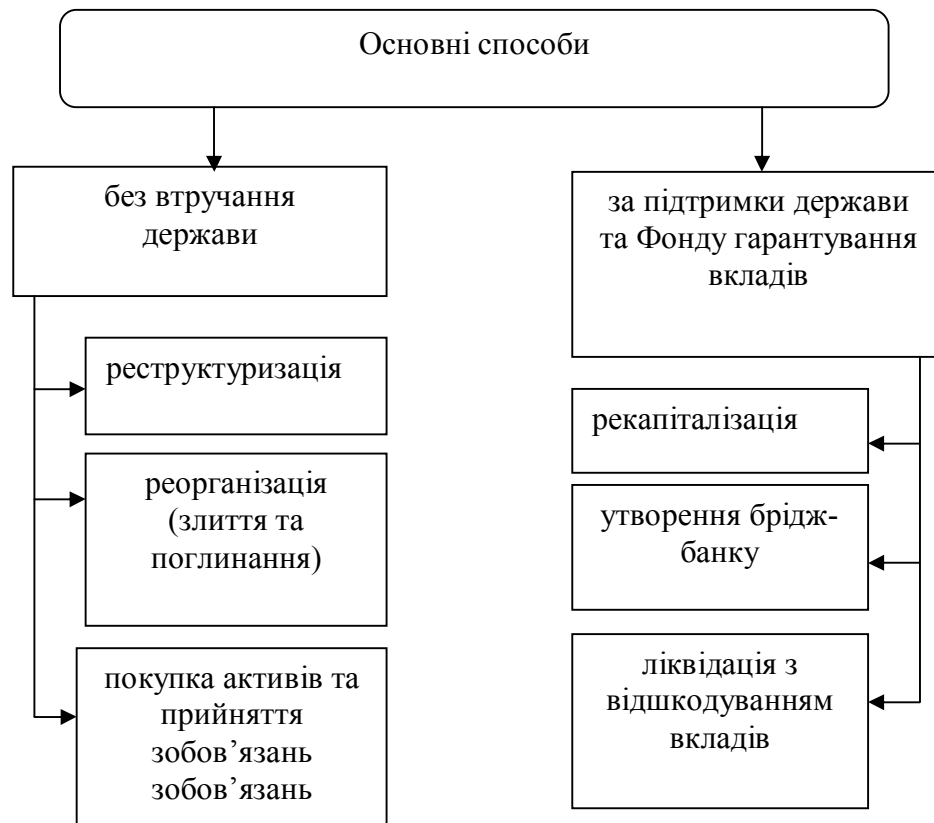 Основні способи
без втручання
держави
за підтримки держави
та Фонду гарантування
вкладів
реструктуризація
реорганізація
(злиття та
поглинання)
покупка активів та
прийняття
зобов’язань
зобов’язань
рекапіталізація
утворення брідж-
банку
ліквідація з
відшкодуванням
вкладів